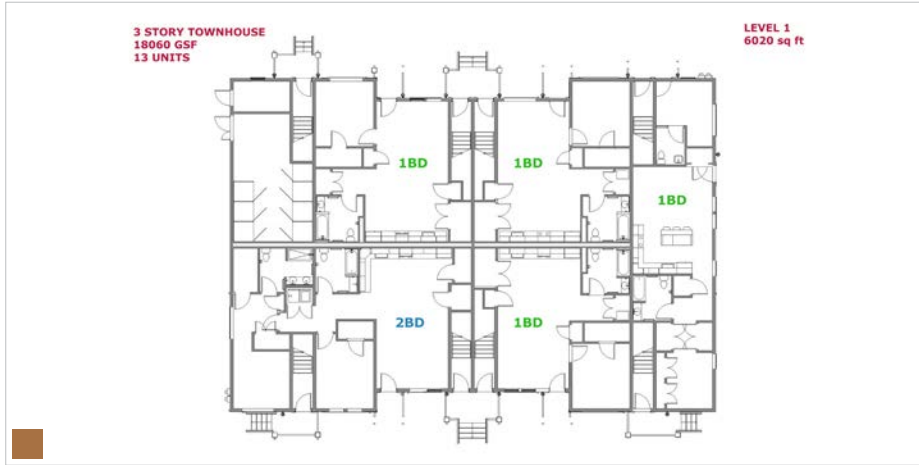 3 STORY TOWNHOUSE
18060 GSF
13 UNITS
LEVEL 1
6020 sq ft
1BD
1BD
1BD
2BD
1BD